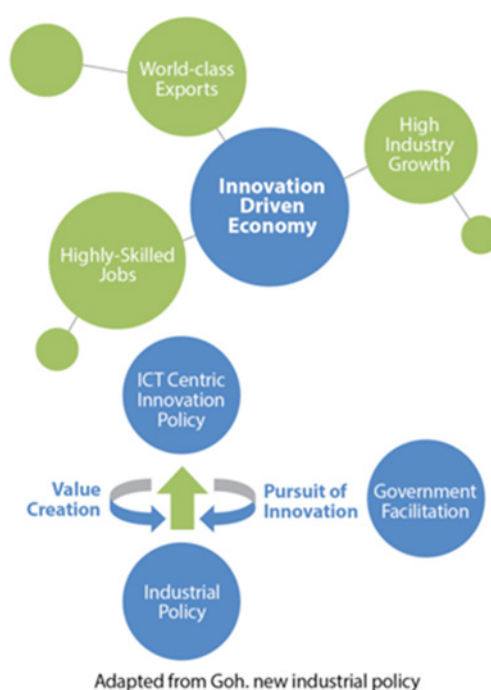 World-class
Exports
High
Industry
Growth
Innovation
Driven
Economy
Highly-Skilled
Jobs
ICT Centric
Innovation
Policy
Value
Creation
Pursuit of
Innovation
Government
Facilitation
Industrial
Policy
Adapted from Goh. new industrial policy